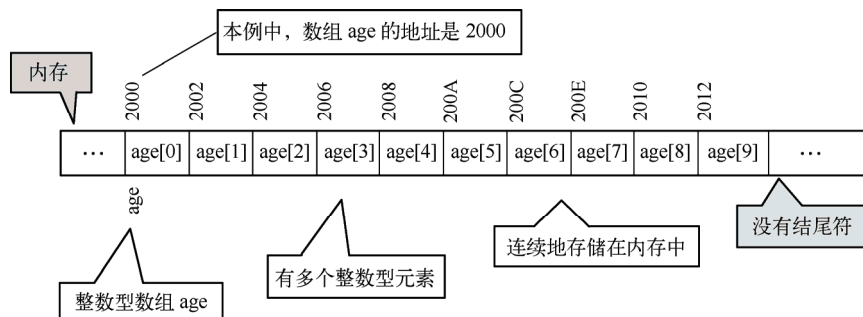 本例中，数组 age 的地址是 2000
内存
2000 2002 2004 2006 2008 200A 200C 200E 2010 2012
… age[0] age[1] age[2] age[3] age[4] age[5] age[6] age[7] age[8] age[9] …
age
没有结尾符
连续地存储在内存中
有多个整数型元素
整数型数组 age